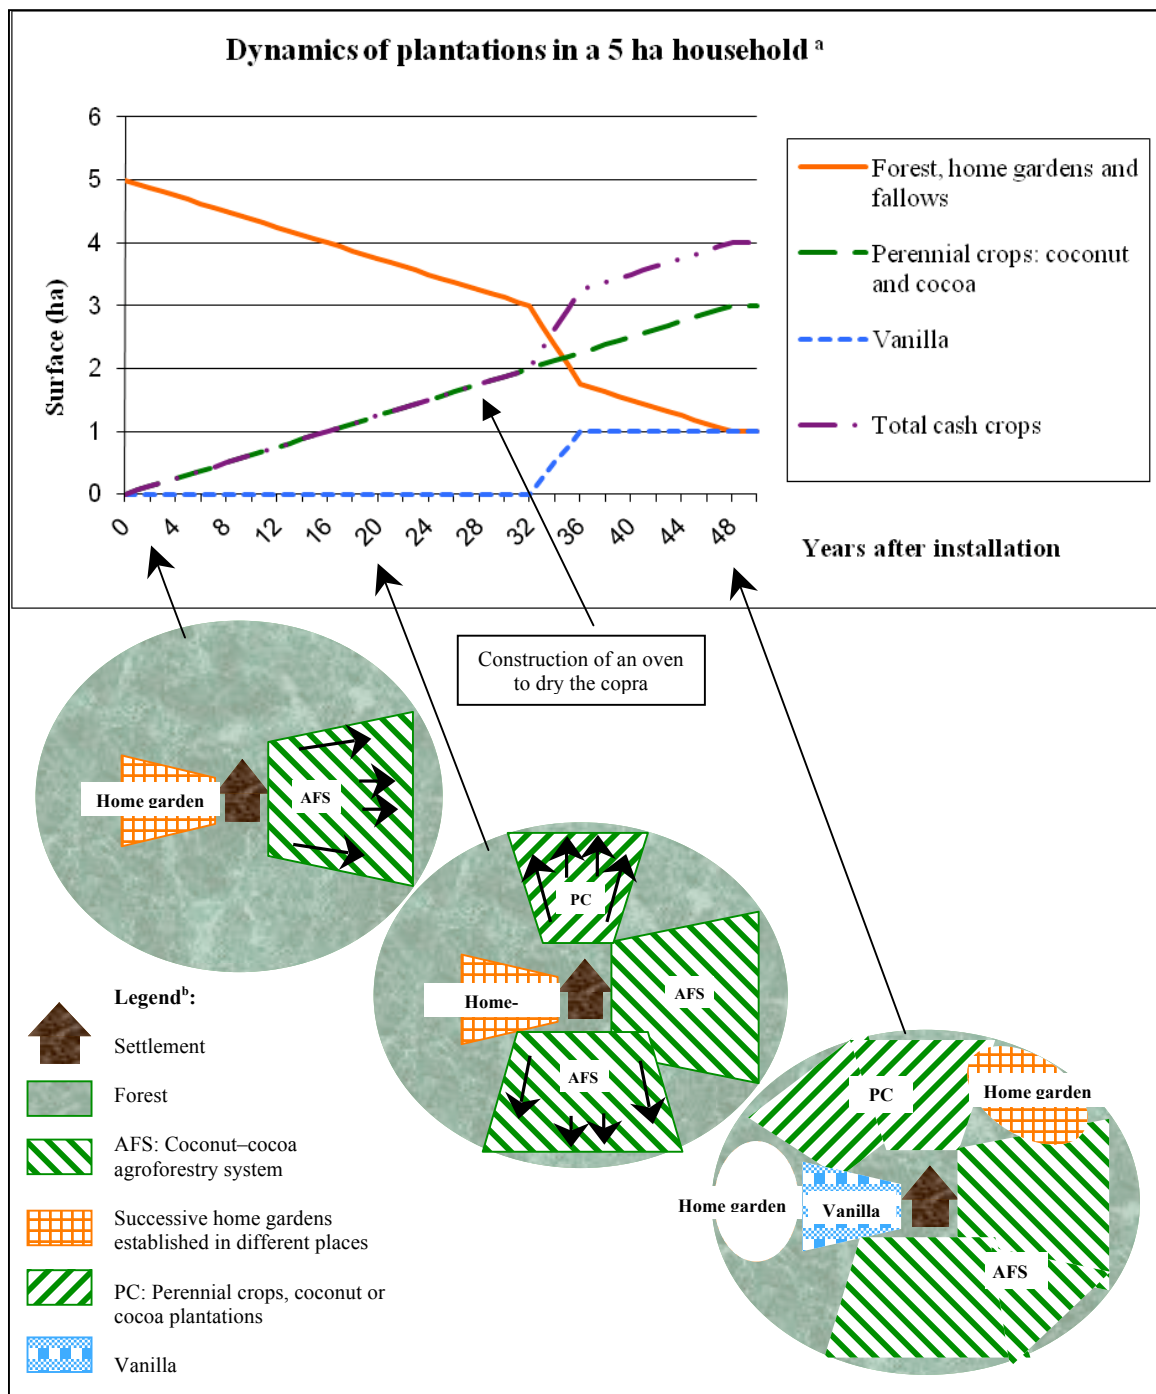 Dynamics of plantations in a 5 ha household ª
6
5
4
3
2
1
0
Surface (ha)
0 4 8 12 16 20 24 28 32 36 40 44 48
Years after installation
Forest, home gardens and
fallows
Perennial crops: coconut
and cocoa
Vanilla
Total cash crops
Construction of an oven
to dry the copra
Home garden
AFS
PC
Home-
AFS
AFS
PC
Home garden
Home garden
Vanilla
AFS
Legendᵇ:
Settlement
Forest
AFS: Coconut–cocoa
agroforestry system
Successive home gardens
established in different places
PC: Perennial crops, coconut or
cocoa plantations
Vanilla